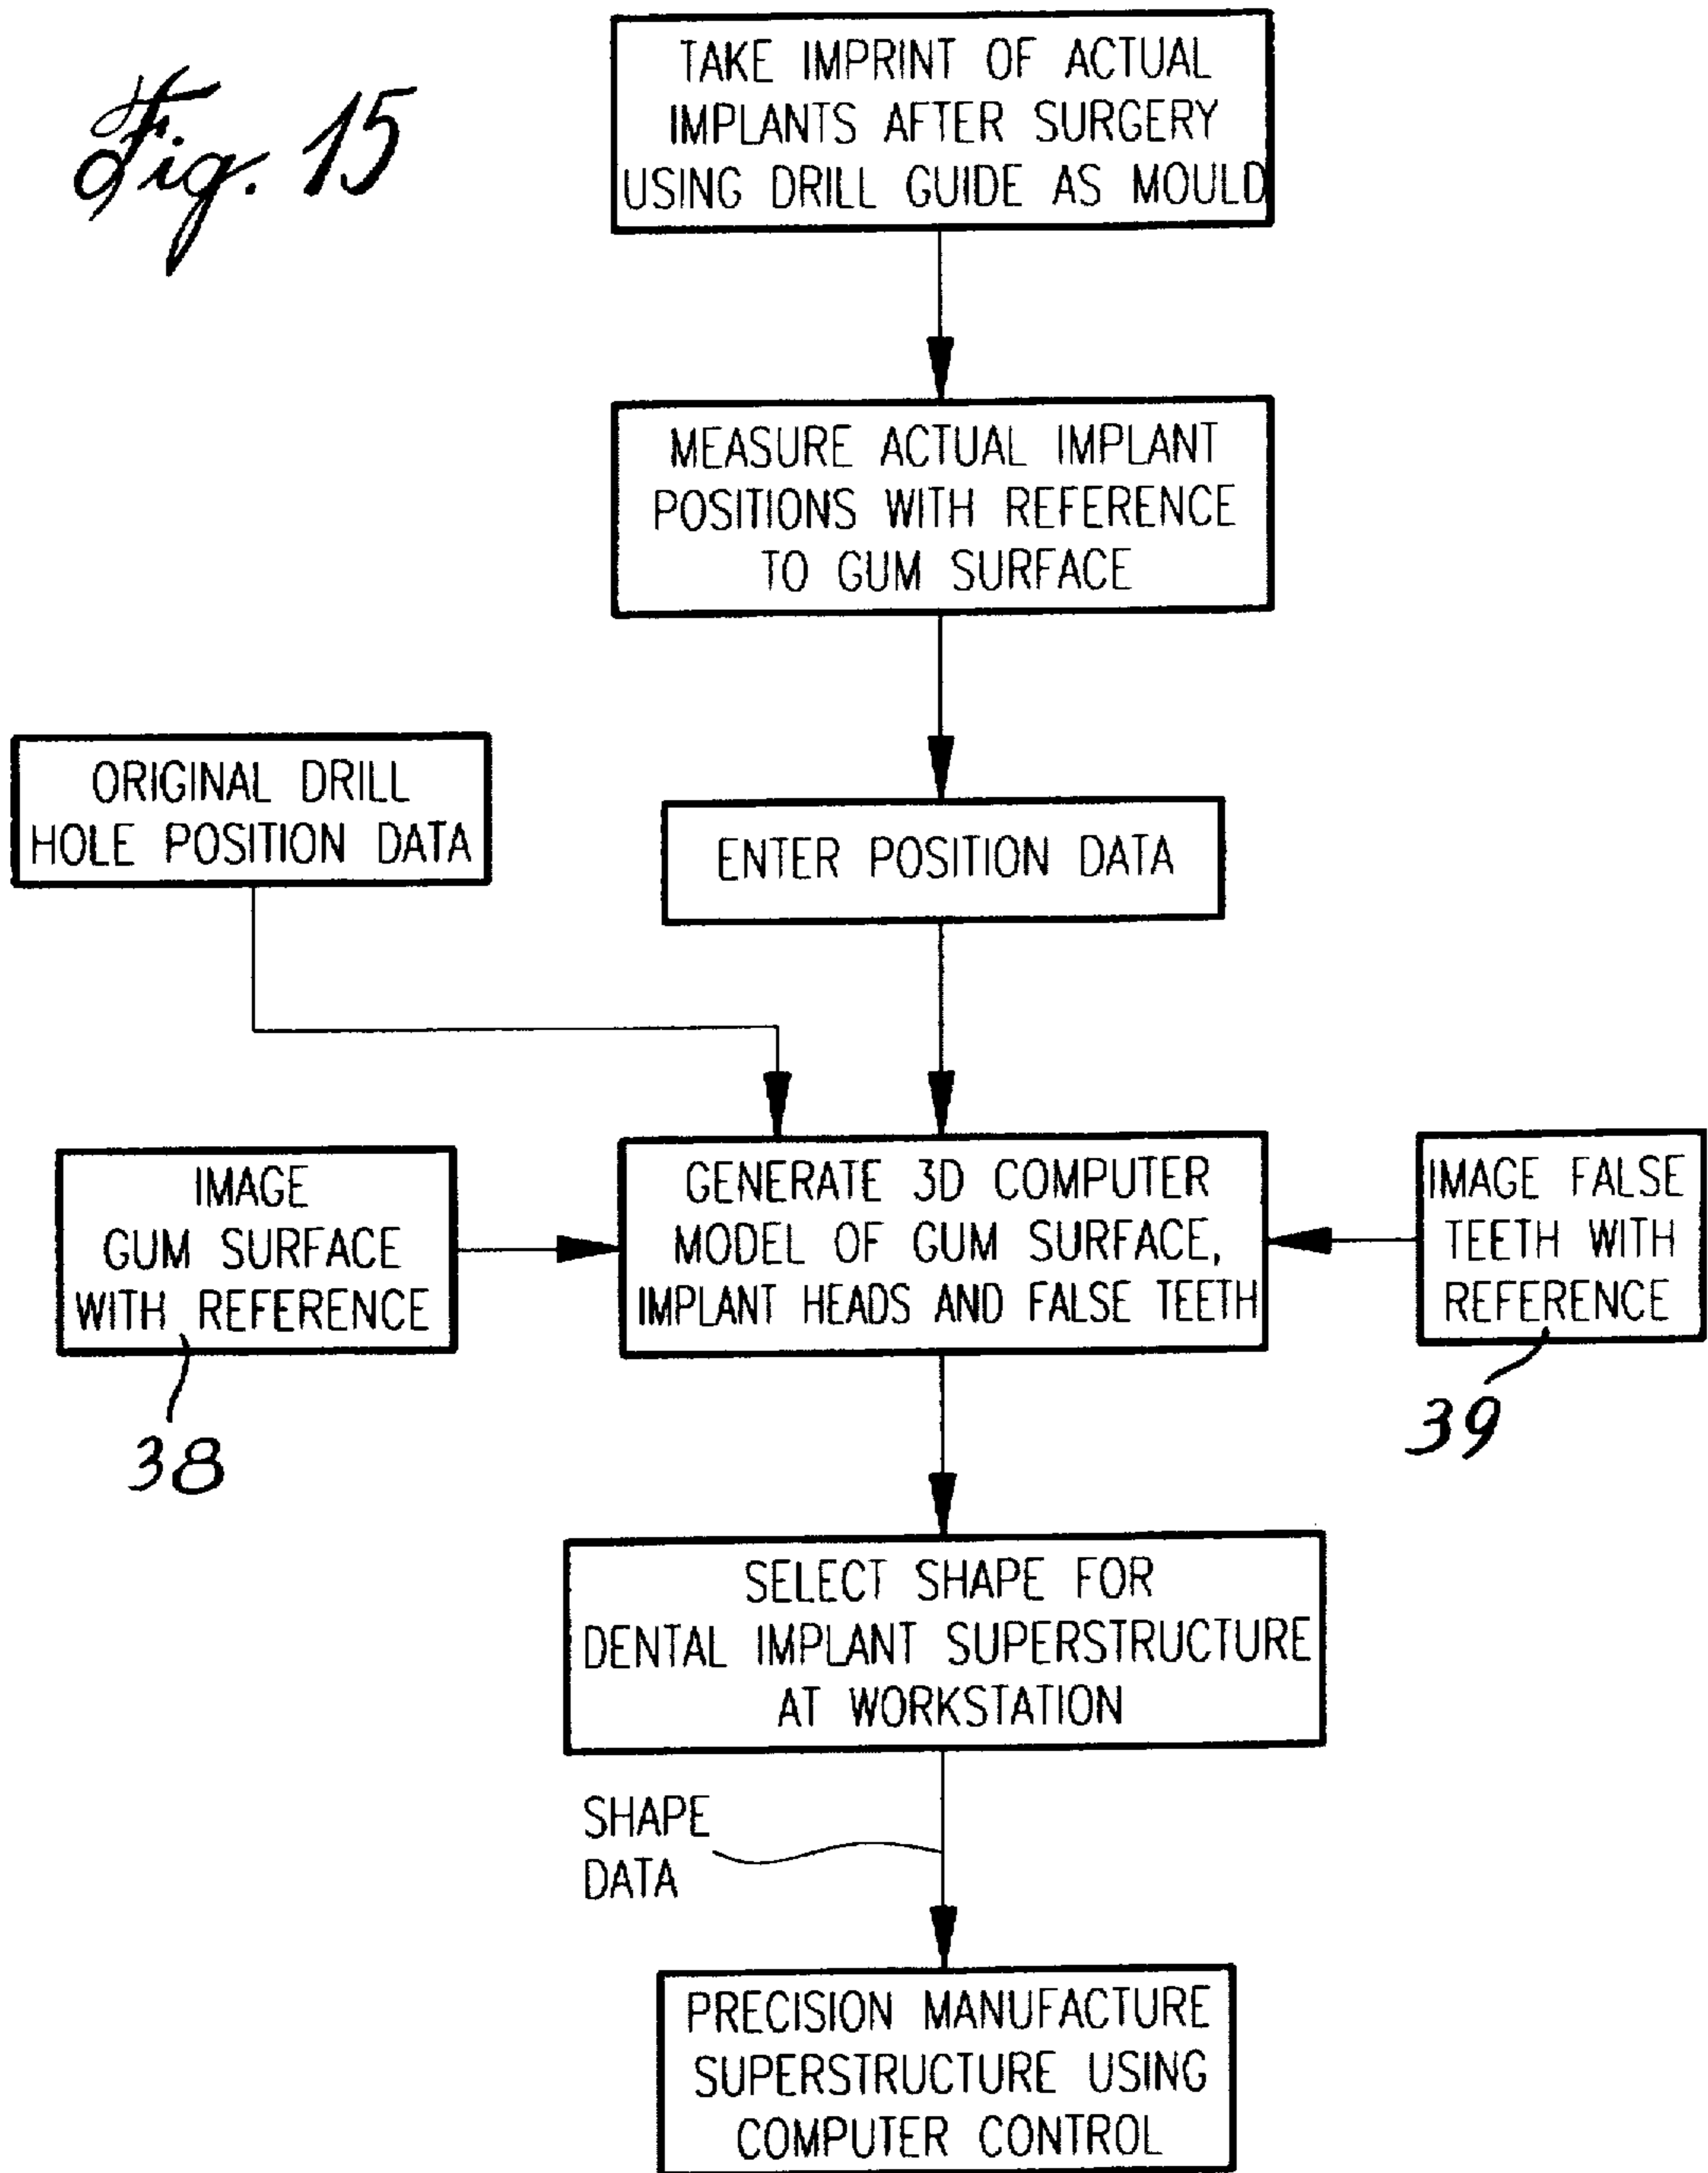 Fig. 15
TAKE IMPRINT OF ACTUAL
IMPLANTS AFTER SURGERY
USING DRILL GUIDE AS MOULD
MEASURE ACTUAL IMPLANT
POSITIONS WITH REFERENCE
TO GUM SURFACE
ORIGINAL DRILL
HOLE POSITION DATA
ENTER POSITION DATA
IMAGE
GUM SURFACE
WITH REFERENCE
38
GENERATE 3D COMPUTER
MODEL OF GUM SURFACE,
IMPLANT HEADS AND FALSE TEETH
IMAGE FALSE
TEETH WITH
REFERENCE
39
SELECT SHAPE FOR
DENTAL IMPLANT SUPERSTRUCTURE
AT WORKSTATION
SHAPE
DATA
PRECISION MANUFACTURE
SUPERSTRUCTURE USING
COMPUTER CONTROL